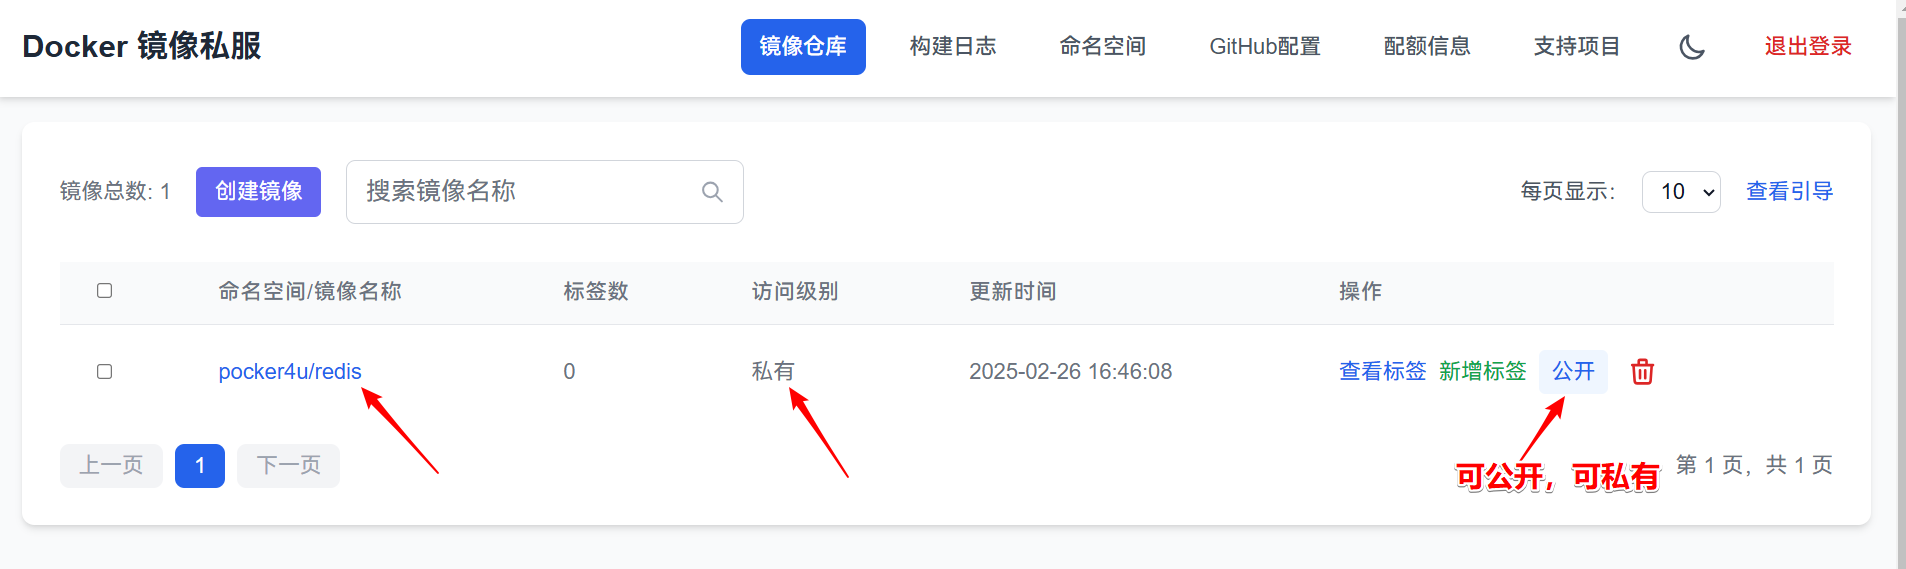 Docker 镜像私服 镜像仓库 构建日志 命名空间 GitHub配置 配额信息 支持项目 退出登录
镜像总数: 1 创建镜像 搜索镜像名称 每页显示: 10 查看引导
命名空间/镜像名称 标签数 访问级别 更新时间 操作
pocker4u/redis 0 私有 2025-02-26 16:46:08 查看标签 新增标签 公开
上一页 1 下一页 可公开，可私有 第 1 页，共 1 页